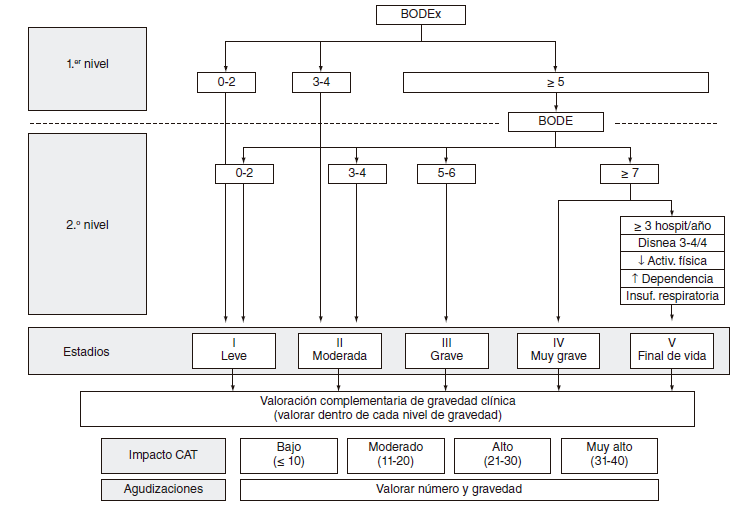 BODEx
1.er nivel
0-2
3-4
≥ 5
BODE
2.º nivel
0-2
3-4
5-6
≥ 7
≥ 3 hospit/año
Disnea 3-4/4
↓ Activ. física
↑ Dependencia
Insuf. respiratoria
Estadios
I
Leve
II
Moderada
III
Grave
IV
Muy grave
V
Final de vida
Valoración complementaria de gravedad clínica
(valorar dentro de cada nivel de gravedad)
Impacto CAT
Bajo
(≤ 10)
Moderado
(11-20)
Alto
(21-30)
Muy alto
(31-40)
Agudizaciones
Valorar número y gravedad